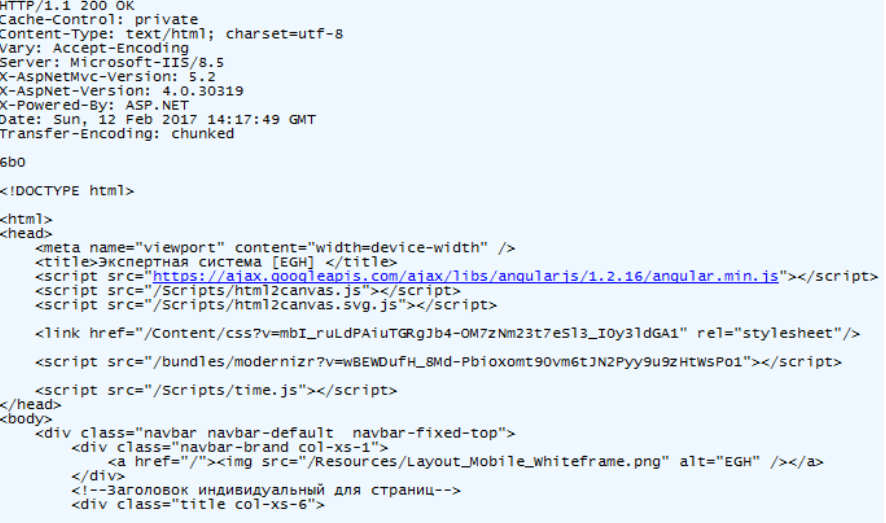 HTTP/1.1 200 OK
Cache-Control: private
Content-Type: text/html; charset=utf-8
Vary: Accept-Encoding
Server: Microsoft-IIS/8.5
X-AspNetMvc-Version: 5.2
X-AspNet-Version: 4.0.30319
X-Powered-By: ASP.NET
Date: Sun, 12 Feb 2017 14:17:49 GMT
Transfer-Encoding: chunked
6b0
<!DOCTYPE html>
<html>
<head>
<meta name="viewport" content="width=device-width" />
<title>Экспертная система [EGH] </title>
<script src="https://ajax.googleapis.com/ajax/libs/angularjs/1.2.16/angular.min.js"></script>
<script src="/Scripts/html2canvas.js"></script>
<script src="/Scripts/html2canvas.svg.js"></script>
<link href="/Content/css?v=mbI_ruLdPAiuTGRgJb4-OM7zNm23t7eSl3_IOy3ldGA1" rel="stylesheet"/>
<script src="/bundles/modernizr?v=wBEWDufH_8Md-Pbioxomt90vm6tJN2Pyy9u9zHtWsPo1"></script>
<script src="/Scripts/time.js"></script>
</head>
<body>
<div class="navbar navbar-default  navbar-fixed-top">
<div class="navbar-brand col-xs-1">
<a href="/"><img src="/Resources/Layout_Mobile_Whiteframe.png" alt="EGH" /></a>
</div>
<!--Заголовок индивидуальный для страниц-->
<div class="title col-xs-6">